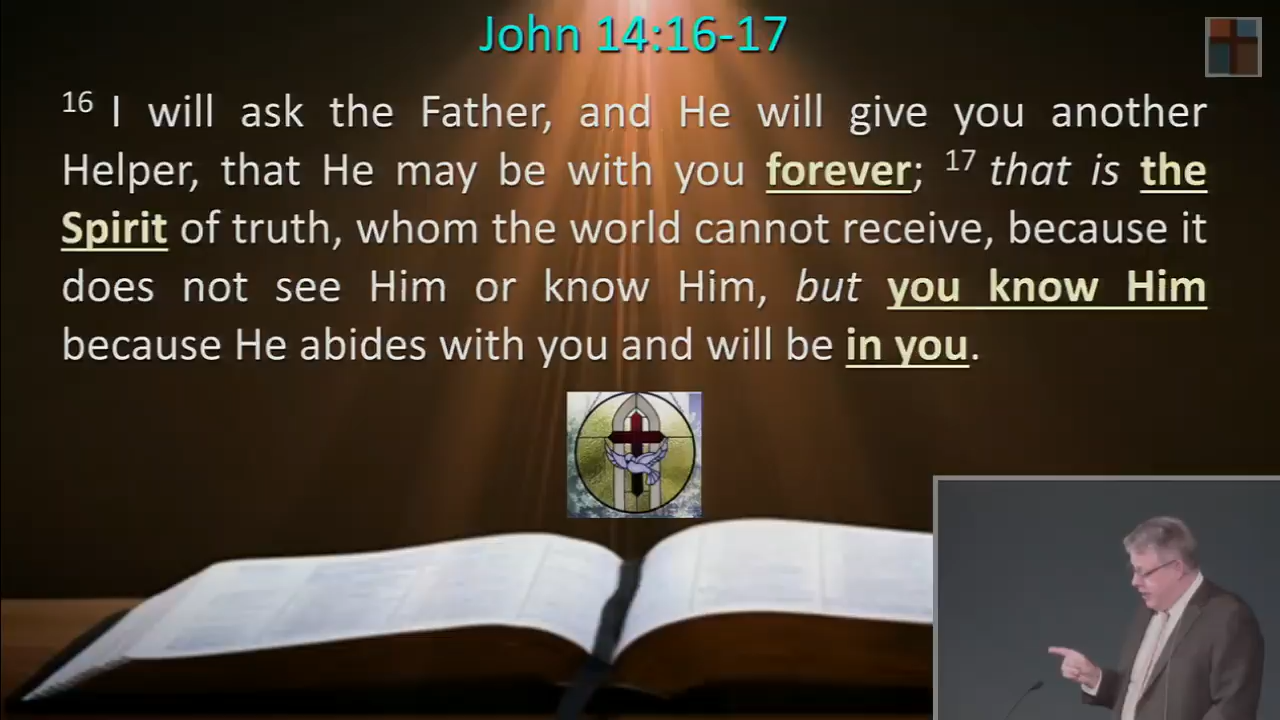 John 14:16-17
16 I will ask the Father, and He will give you another
Helper, that He may be with you forever; 17 that is the
Spirit of truth, whom the world cannot receive, because it
does not see Him or know Him, but you know Him
because He abides with you and will be in you.